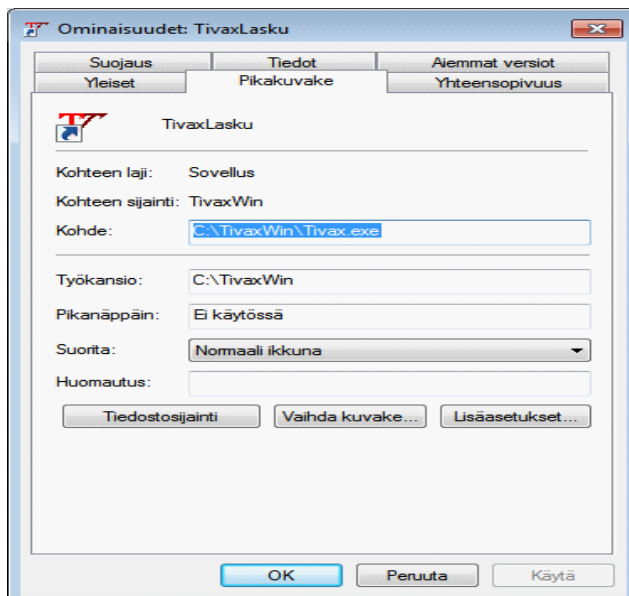 Ominaisuudet: TivaxLasku
Suojaus Tiedot Aiemmat versiot
Yleiset Pikakuvake Yhteensopivuus
TivaxLasku
Kohteen laji: Sovellus
Kohteen sijainti: TivaxWin
Kohde: C:\TivaxWin\Tivax.exe
Työkansio: C:\TivaxWin
Pikanäppäin: Ei käytössä
Suorita: Normaali ikkuna
Huomautus:
Tiedostosijainti Vaihda kuvake... Lisäasetukset...
OK Peruuta Käytä